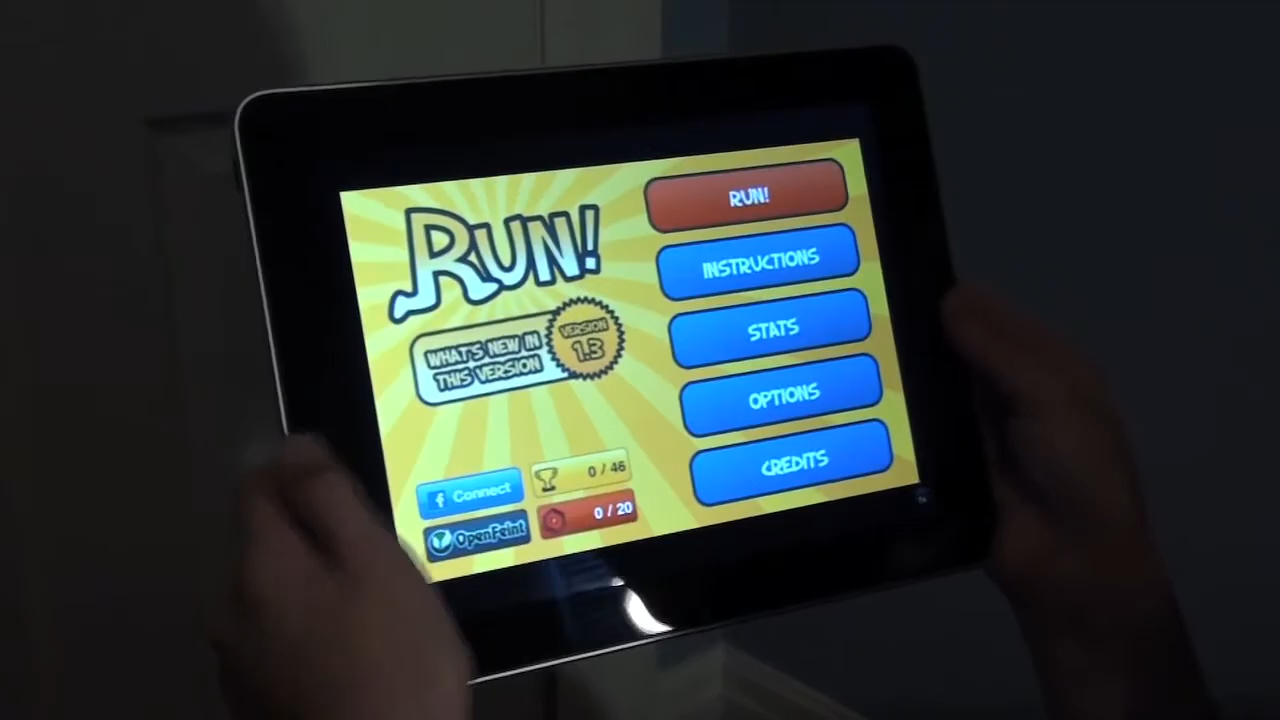 RUN!
WHAT'S NEW IN
THIS VERSION
VERSION
1.3
f Connect
OpenFeint
0 / 46
0 / 20
RUN!
INSTRUCTIONS
STATS
OPTIONS
CREDITS